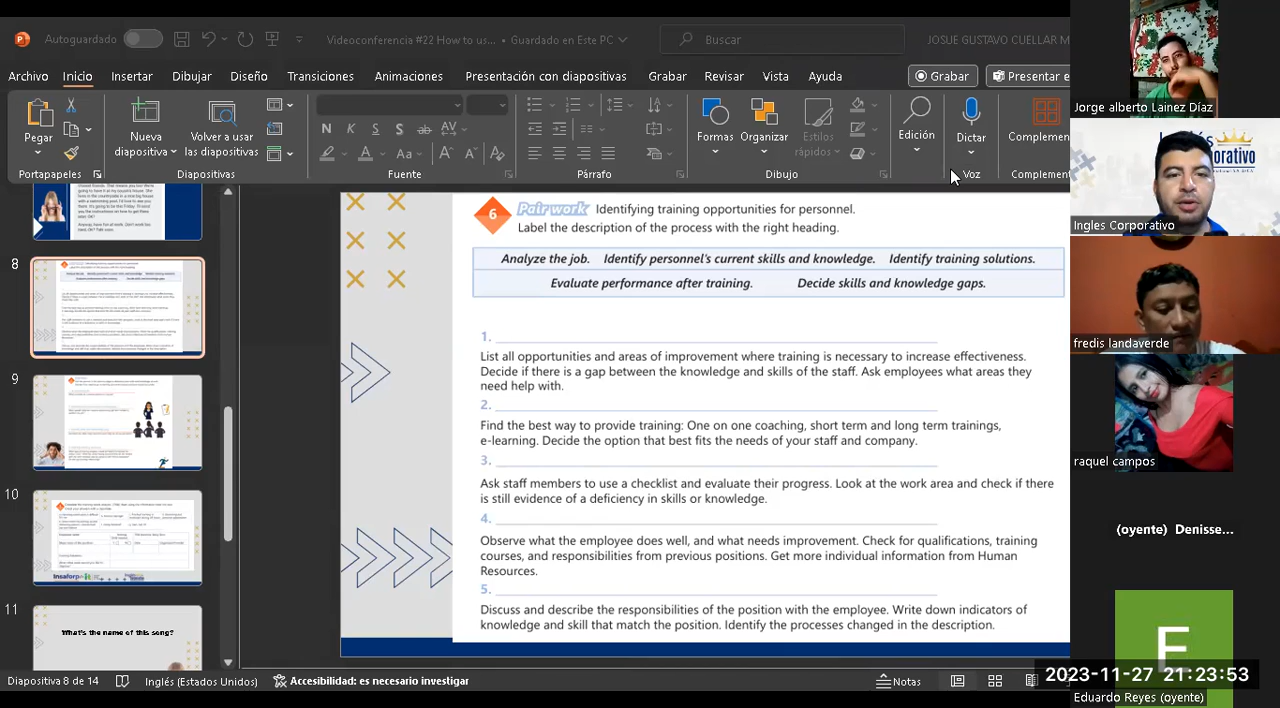 Autoguardado
Videoconferencia #22 How to us... • Guardado en Este PC
Buscar
JOSUE GUSTAVO CUELLAR M
Archivo Inicio Insertar Dibujar Diseño Transiciones Animaciones Presentación con diapositivas Grabar Revisar Vista Ayuda
Grabar
Presentar e
Pegar
Nueva diapositiva
Volver a usar las diapositivas
Formas
Organizar
Estilos rápidos
Edición
Dictar
Complemen
Portapapeles
Diapositivas
Fuente
Párrafo
Dibujo
Voz
Complemen
8
9
10
11
What's the name of this song?
6 Pairwork Identifying training opportunities for personnel.
Label the description of the process with the right heading.
Analyze the job. Identify personnel's current skills and knowledge. Identify training solutions.
Evaluate performance after training. Detect skills and knowledge gaps.
1.
List all opportunities and areas of improvement where training is necessary to increase effectiveness.
Decide if there is a gap between the knowledge and skills of the staff. Ask employees what areas they
need help with.
2.
Find the best way to provide training: One on one coaching, short term and long term trainings,
e-learning. Decide the option that best fits the needs of your staff and company.
3.
Ask staff members to use a checklist and evaluate their progress. Look at the work area and check if there
is still evidence of a deficiency in skills or knowledge.
4.
Observe what the employee does well, and what needs improvement. Check for qualifications, training
courses, and responsibilities from previous positions. Get more individual information from Human
Resources.
5.
Discuss and describe the responsibilities of the position with the employee. Write down indicators of
knowledge and skill that match the position. Identify the processes changed in the description.
Diapositiva 8 de 14
Inglés (Estados Unidos)
Accesibilidad: es necesario investigar
Notas
Jorge alberto Lainez Díaz
Ingles Corporativo
fredis landaverde
raquel campos
(oyente) Denisse...
E
2023-11-27 21:23:53
Eduardo Reyes (oyente)